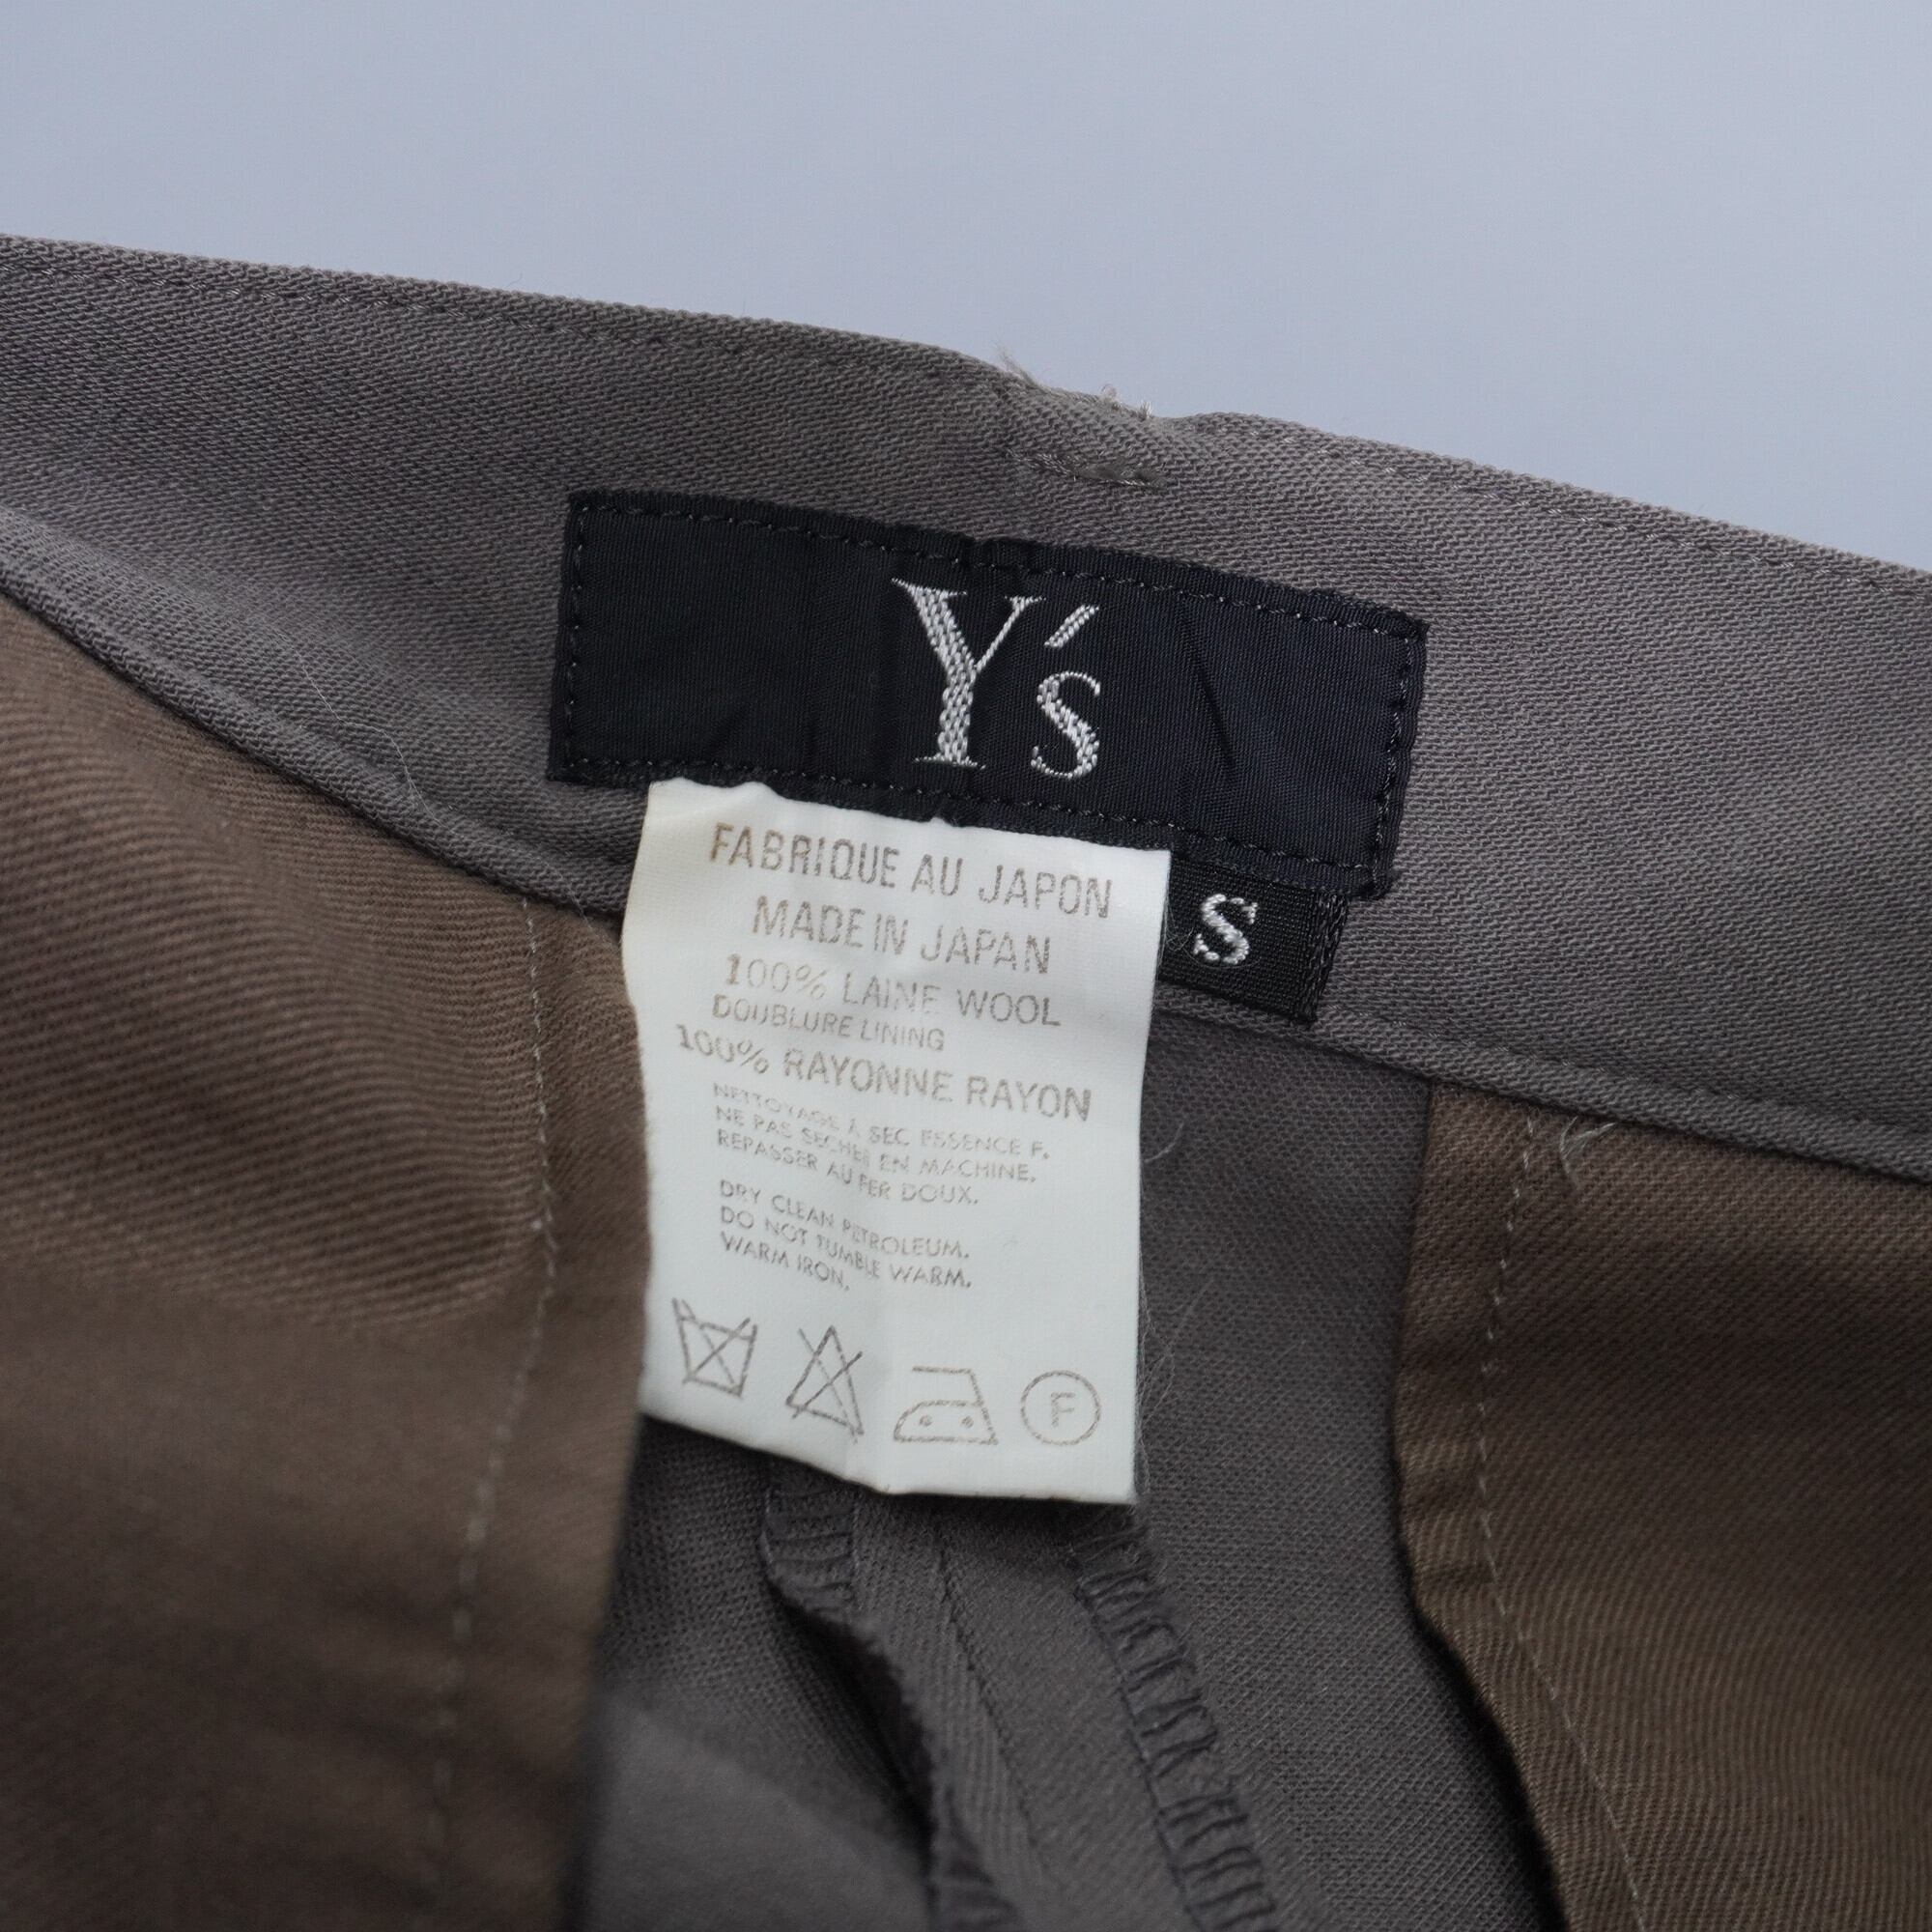 Y's
S
FABRIQUE AU JAPON
MADE IN JAPAN
100% LAINE WOOL
DOUBLURE LINING
100% RAYONNE RAYON
NETTOYAGE À SEC ESSENCE F.
NE PAS SECHER EN MACHINE.
REPASSER AU FER DOUX.
DRY CLEAN PETROLEUM.
DO NOT TUMBLE WARM.
WARM IRON.
F